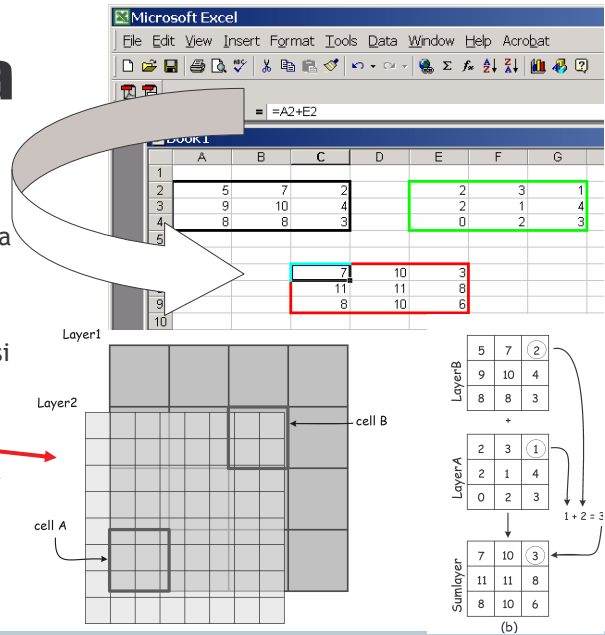 a
a
si
Microsoft Excel
File Edit View Insert Format Tools Data Window Help Acrobat
= =A2+E2
Book1
A B C D E F G
1
2 5 7 2 2 3 1
3 9 10 4 2 1 4
4 8 8 3 0 2 3
5
7 10 3
11 11 8
9 8 10 6
10
Layer1
Layer2
cell B
cell A
LayerB
5 7 2
9 10 4
8 8 3
+
LayerA
2 3 1
2 1 4
0 2 3
1 + 2 = 3
Sumlayer
7 10 3
11 11 8
8 10 6
(b)